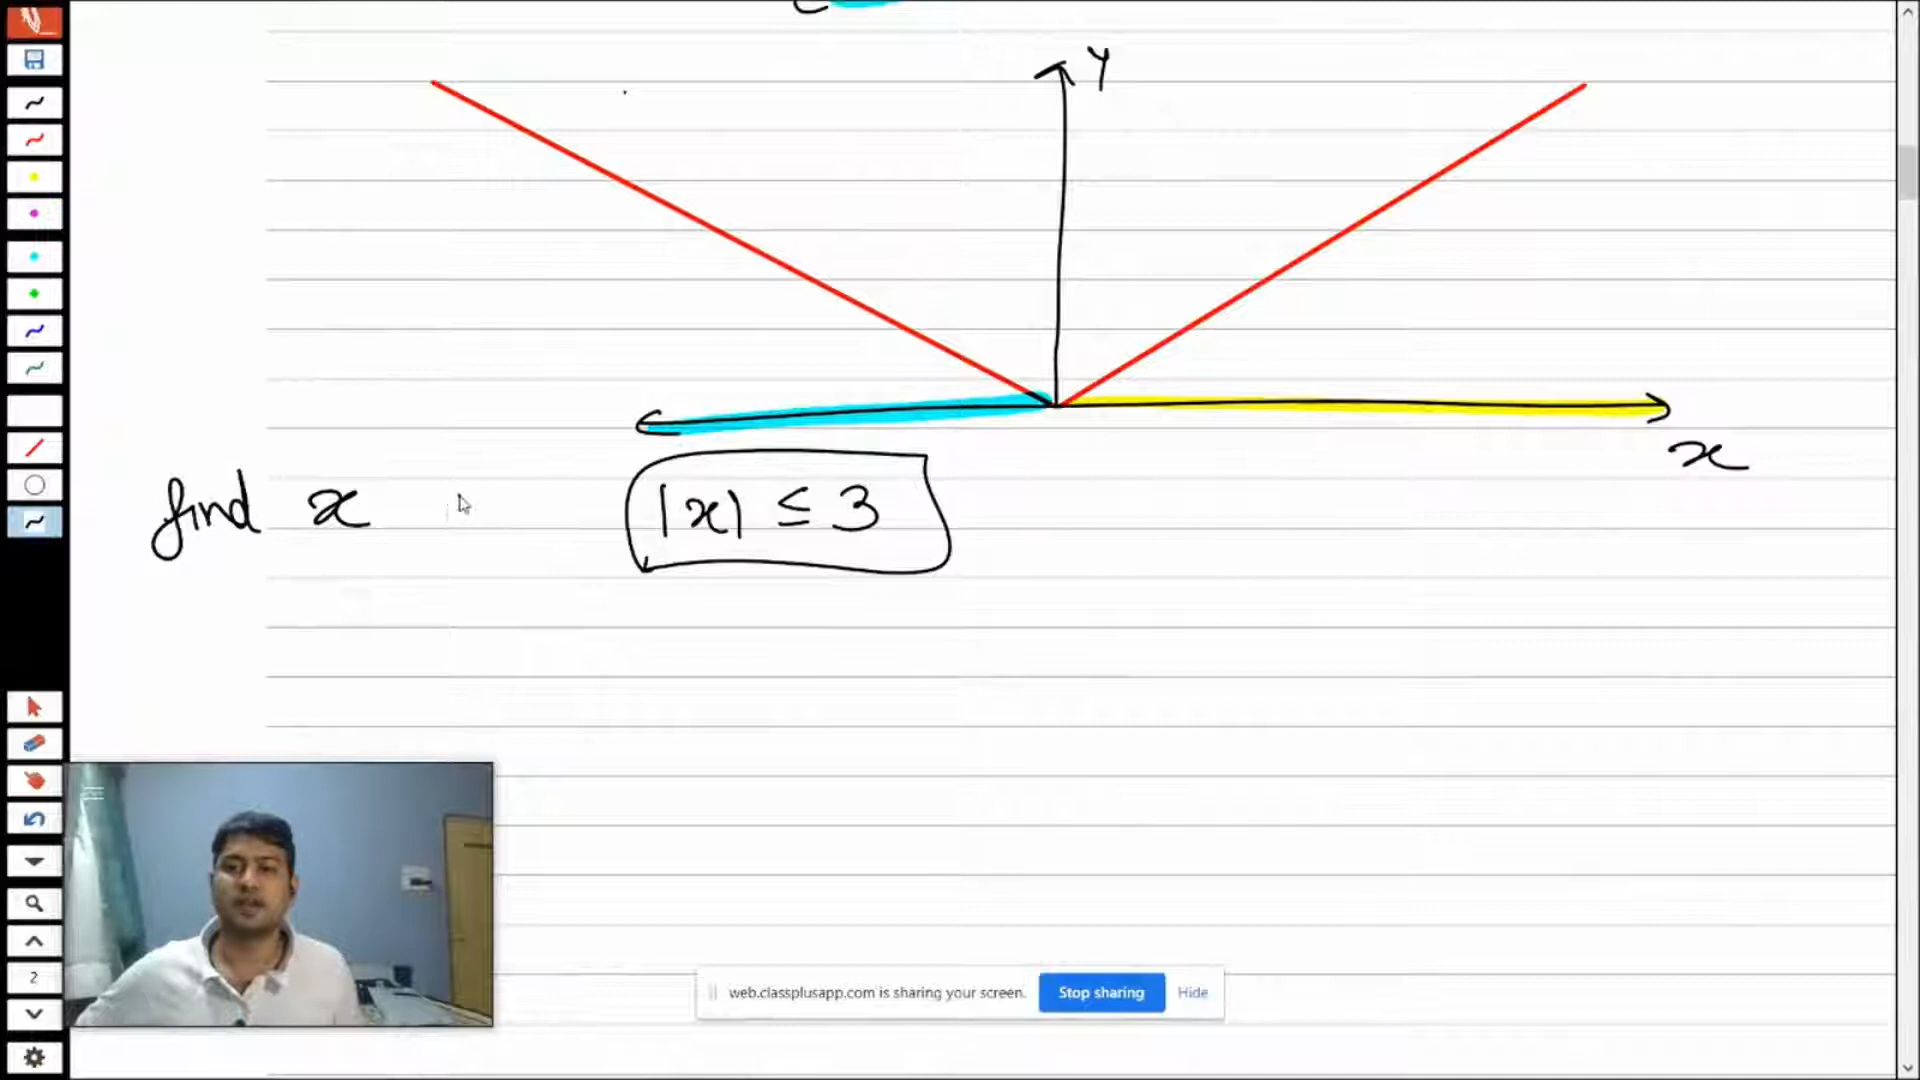 Y
x
find x |x| ≤ 3
2
web.classplusapp.com is sharing your screen. Stop sharing Hide